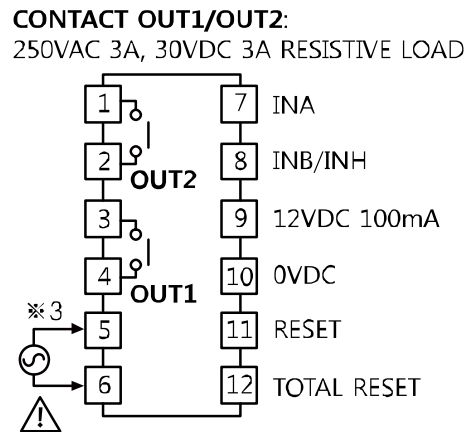 CONTACT OUT1/OUT2:
250VAC 3A, 30VDC 3A RESISTIVE LOAD
1
7 INA
2
8 INB/INH
OUT2
3
9 12VDC 100mA
4
10 0VDC
OUT1
※3
5
11 RESET
6
12 TOTAL RESET